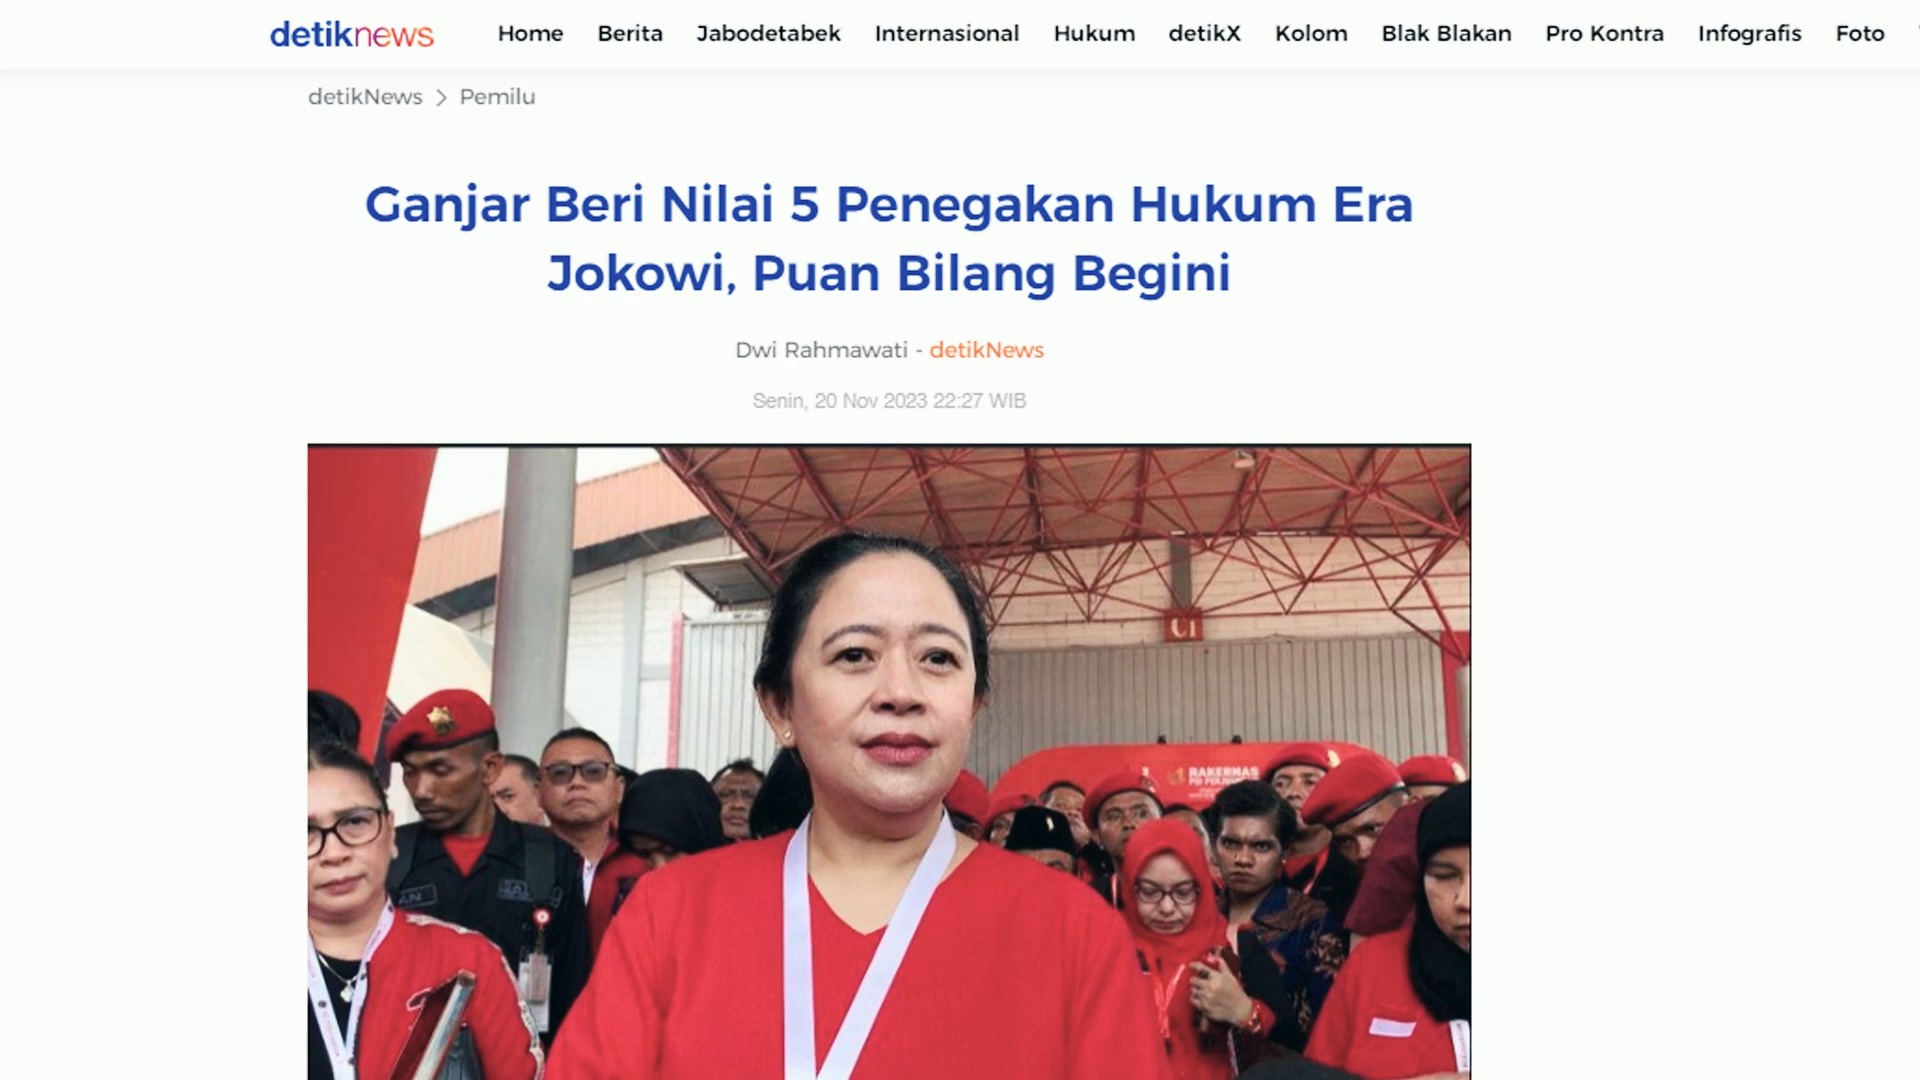 detiknews Home Berita Jabodetabek Internasional Hukum detikX Kolom Blak Blakan Pro Kontra Infografis Foto
detikNews > Pemilu
Ganjar Beri Nilai 5 Penegakan Hukum Era
Jokowi, Puan Bilang Begini
Dwi Rahmawati - detikNews
Senin, 20 Nov 2023 22:27 WIB
C1
RAKERNAS